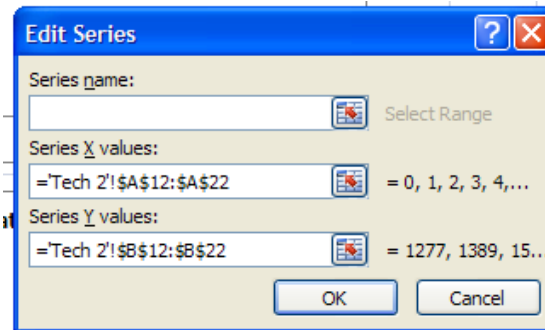 Edit Series
Series name:
Select Range
Series X values:
='Tech 2'!$A$12:$A$22 = 0, 1, 2, 3, 4,...
Series Y values:
='Tech 2'!$B$12:$B$22 = 1277, 1389, 15...
OK Cancel